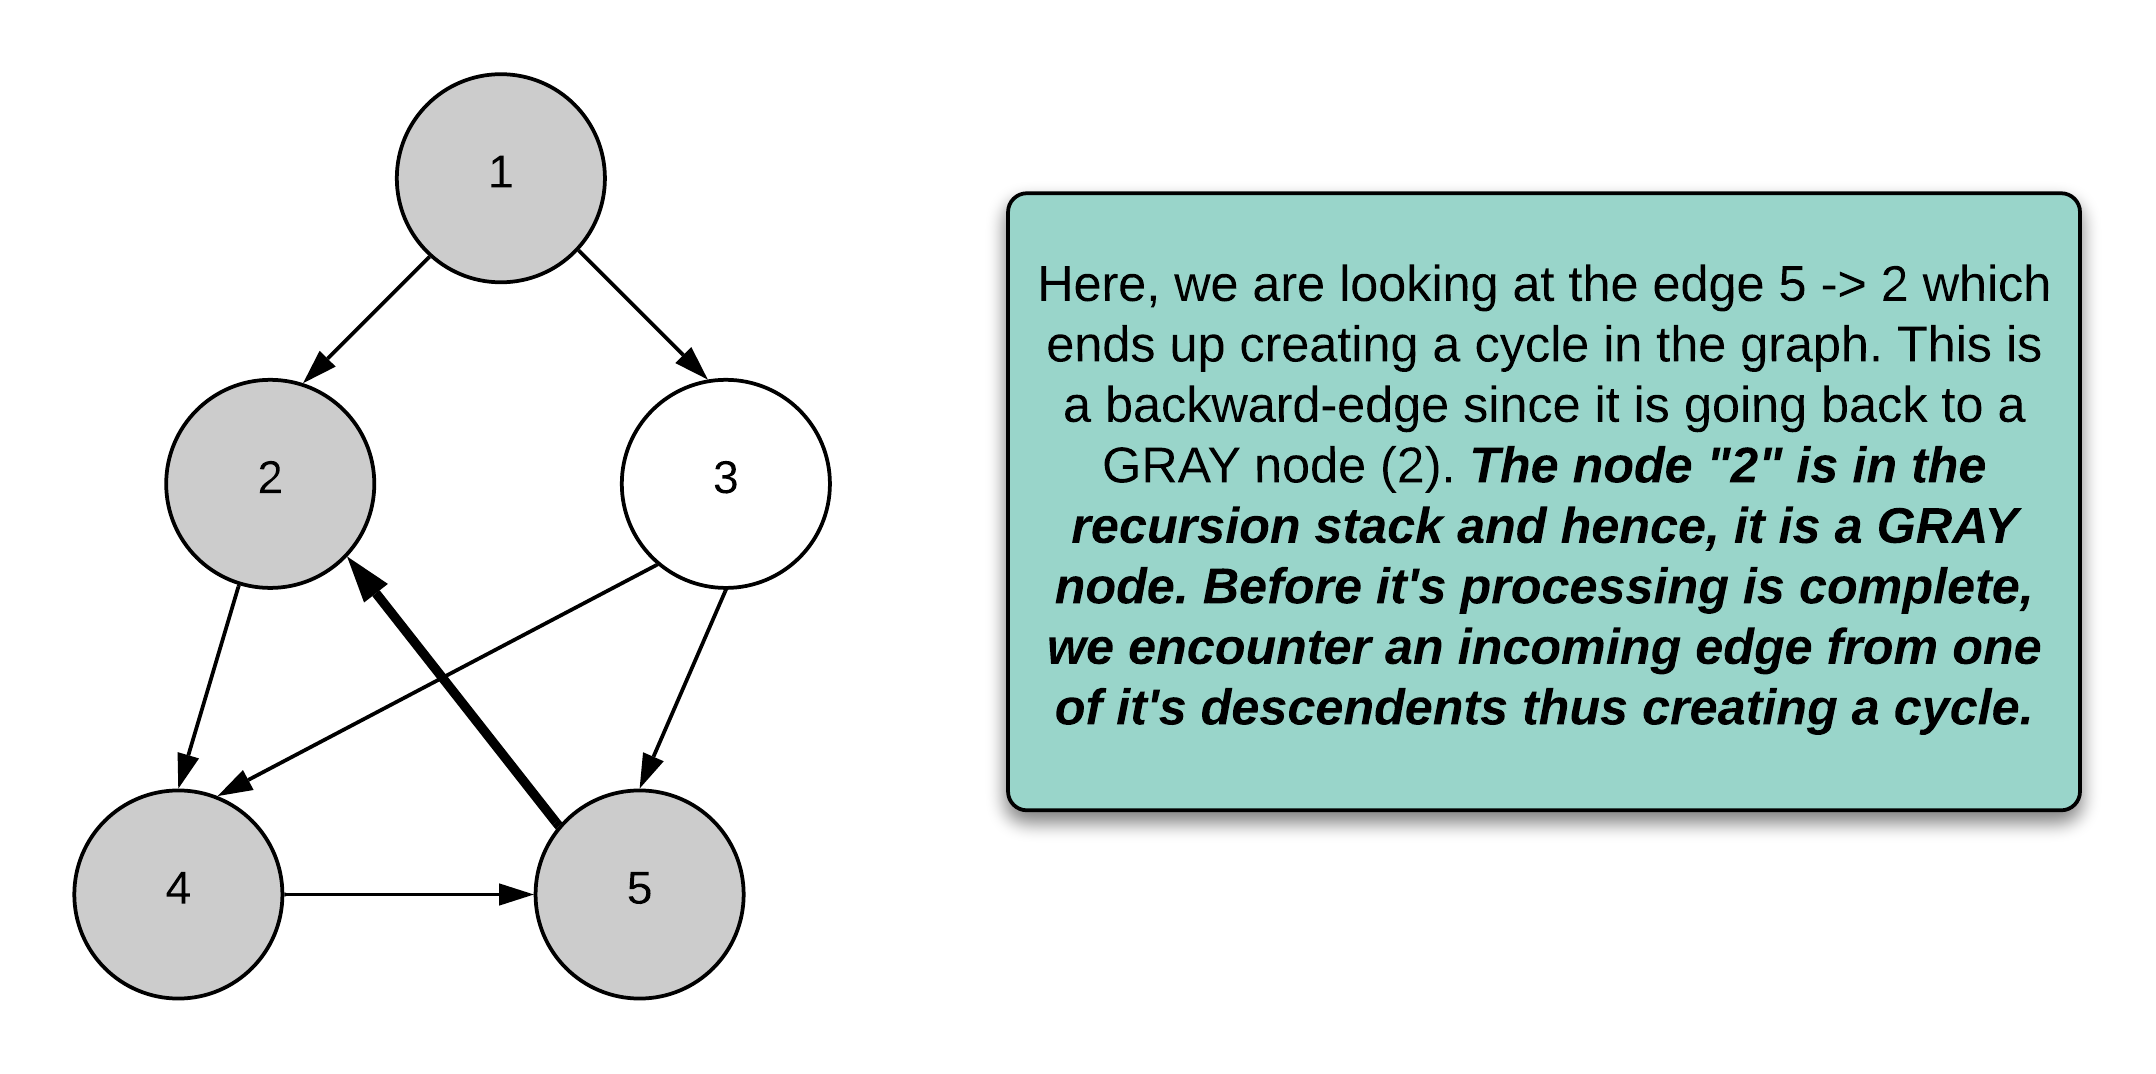 1
2
3
4
5
Here, we are looking at the edge 5 -> 2 which
ends up creating a cycle in the graph. This is
a backward-edge since it is going back to a
GRAY node (2). The node "2" is in the
recursion stack and hence, it is a GRAY
node. Before it's processing is complete,
we encounter an incoming edge from one
of it's descendents thus creating a cycle.